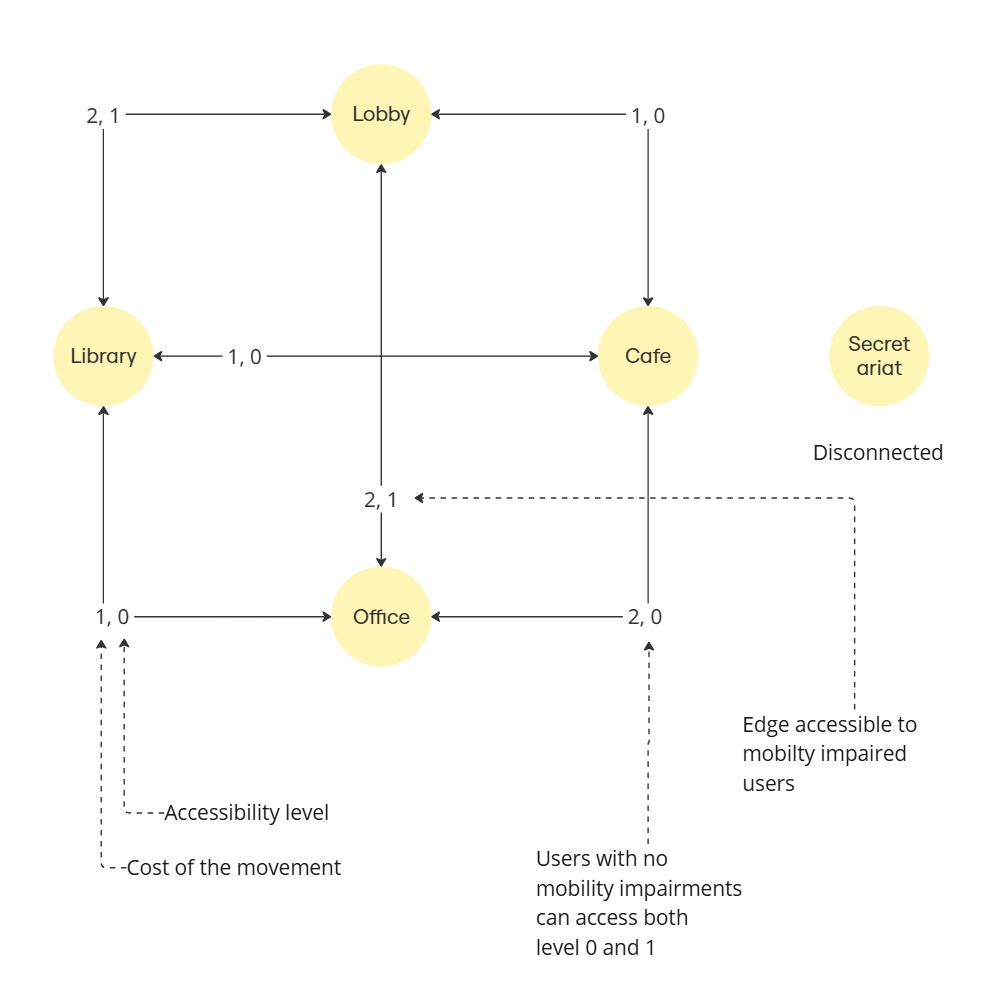 2, 1
Lobby
1, 0
Library
1, 0
Cafe
Secret
ariat
Disconnected
2, 1
1, 0
Office
2, 0
Edge accessible to
mobilty impaired
users
Accessibility level
Cost of the movement
Users with no
mobility impairments
can access both
level 0 and 1